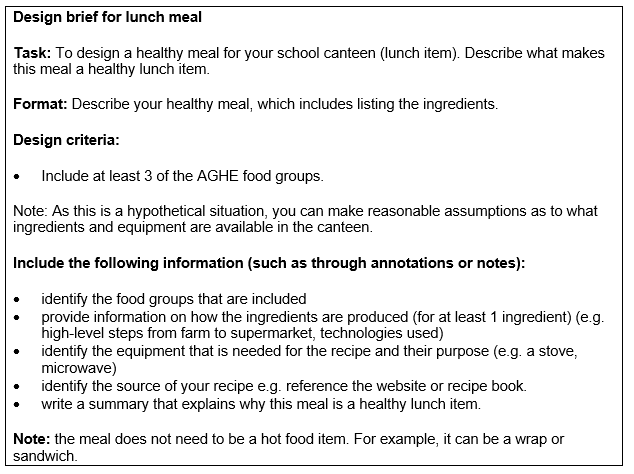 Design brief for lunch meal
Task: To design a healthy meal for your school canteen (lunch item). Describe what makes
this meal a healthy lunch item.
Format: Describe your healthy meal, which includes listing the ingredients.
Design criteria:
• Include at least 3 of the AGHE food groups.
Note: As this is a hypothetical situation, you can make reasonable assumptions as to what
ingredients and equipment are available in the canteen.
Include the following information (such as through annotations or notes):
• identify the food groups that are included
• provide information on how the ingredients are produced (for at least 1 ingredient) (e.g.
high-level steps from farm to supermarket, technologies used)
• identify the equipment that is needed for the recipe and their purpose (e.g. a stove,
microwave)
• identify the source of your recipe e.g. reference the website or recipe book.
• write a summary that explains why this meal is a healthy lunch item.
Note: the meal does not need to be a hot food item. For example, it can be a wrap or
sandwich.